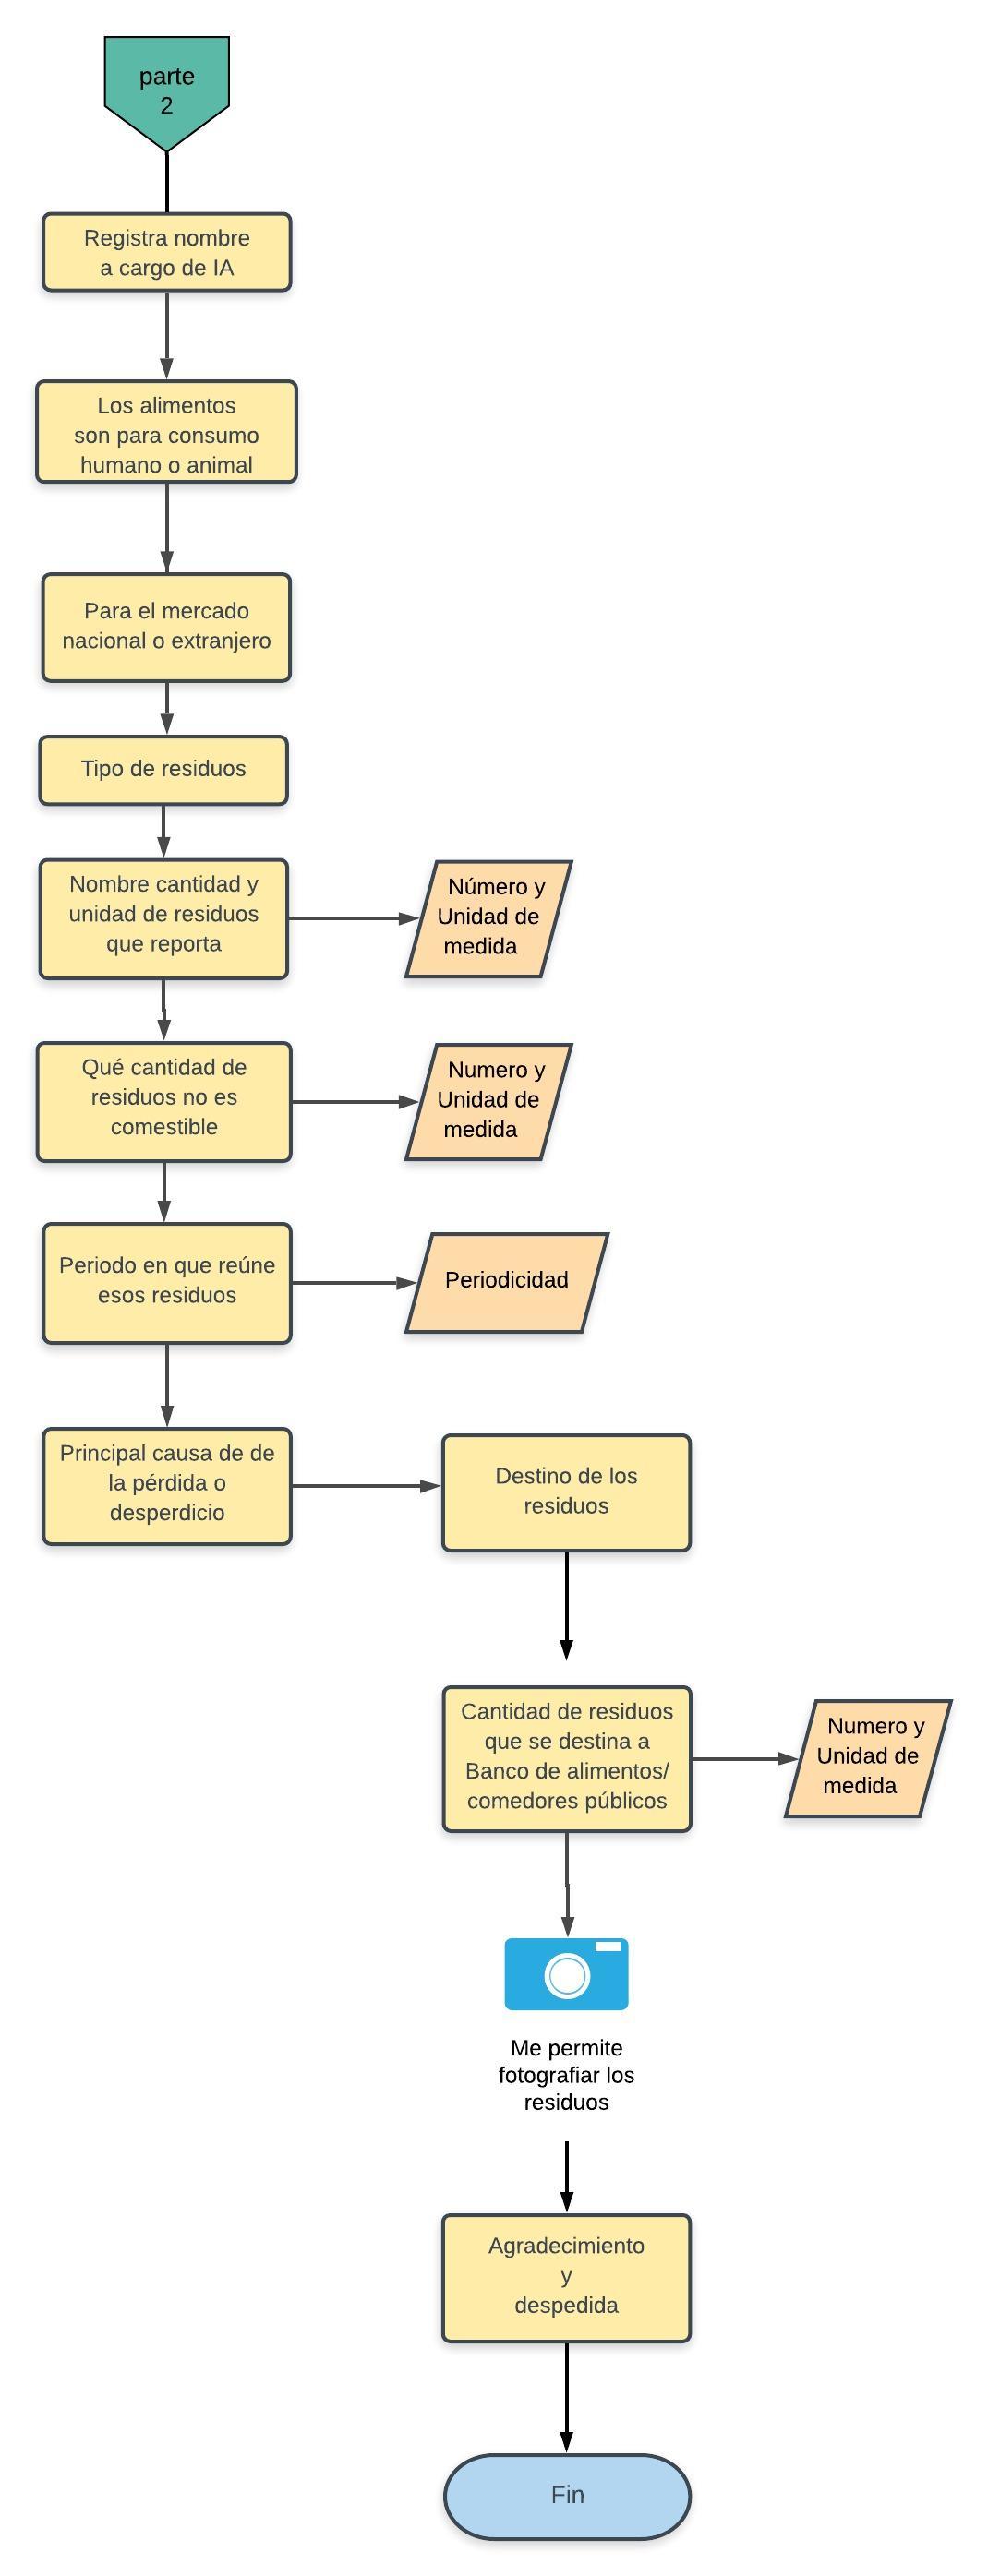 parte
2
Registra nombre
a cargo de IA
Los alimentos
son para consumo
humano o animal
Para el mercado
nacional o extranjero
Tipo de residuos
Nombre cantidad y
unidad de residuos
que reporta
Número y
Unidad de
medida
Qué cantidad de
residuos no es
comestible
Numero y
Unidad de
medida
Periodo en que reúne
esos residuos
Periodicidad
Principal causa de de
la pérdida o
desperdicio
Destino de los
residuos
Cantidad de residuos
que se destina a
Banco de alimentos/
comedores públicos
Numero y
Unidad de
medida
Me permite
fotografiar los
residuos
Agradecimiento
y
despedida
Fin